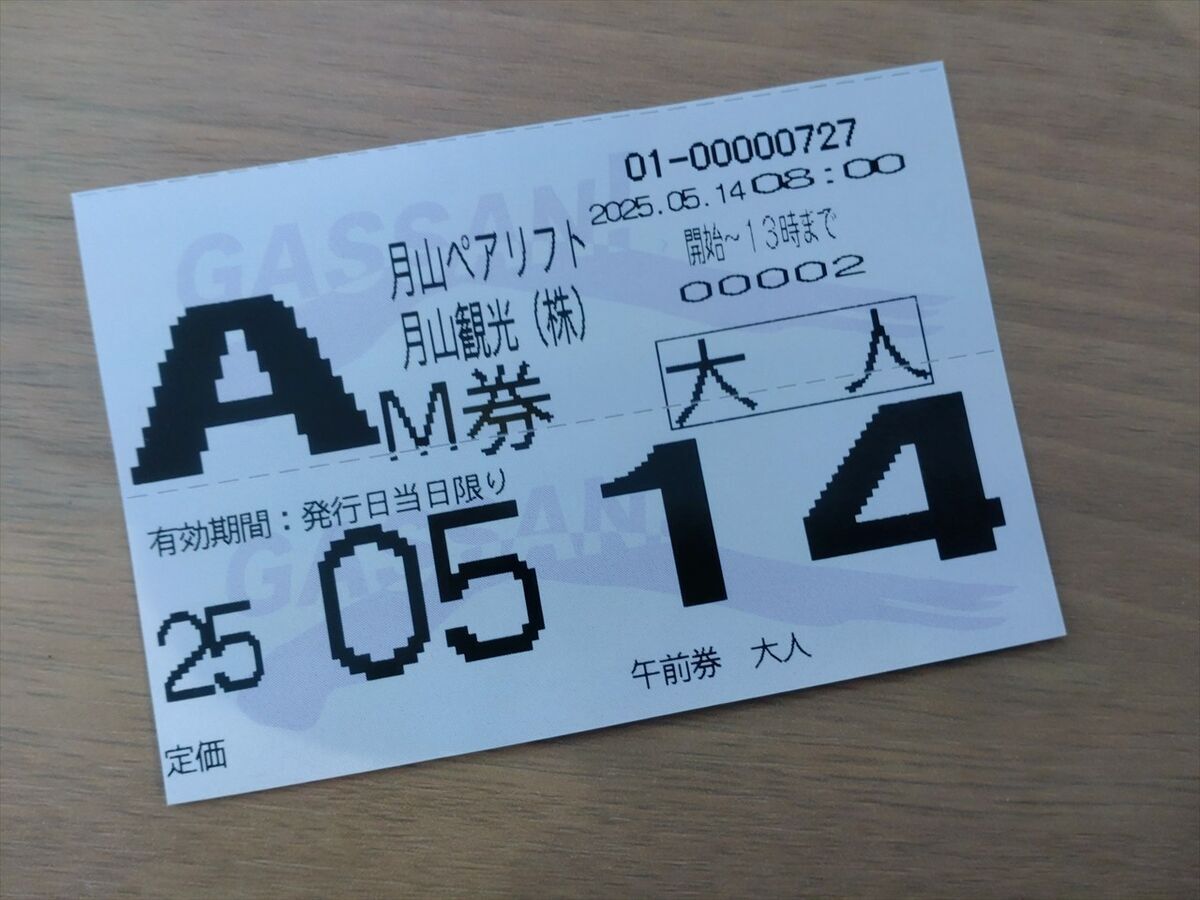 01-00000727
2025.05.14 08:00
GASSAN!
月山ペアリフト
開始~13時まで
月山観光(株)
00002
A
M券
大人
有効期間:発行日当日限り
GASSAN!
25 05 14
午前券 大人
定価